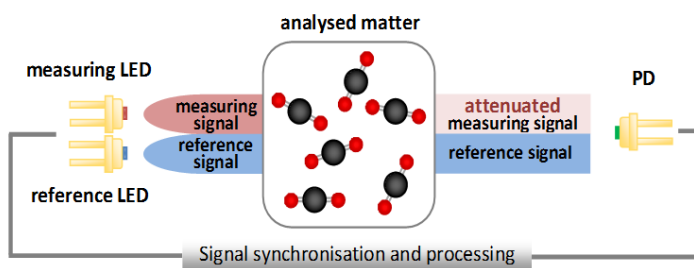 analysed matter
measuring LED
measuring
signal
reference
signal
reference LED
attenuated
measuring signal
reference signal
PD
Signal synchronisation and processing